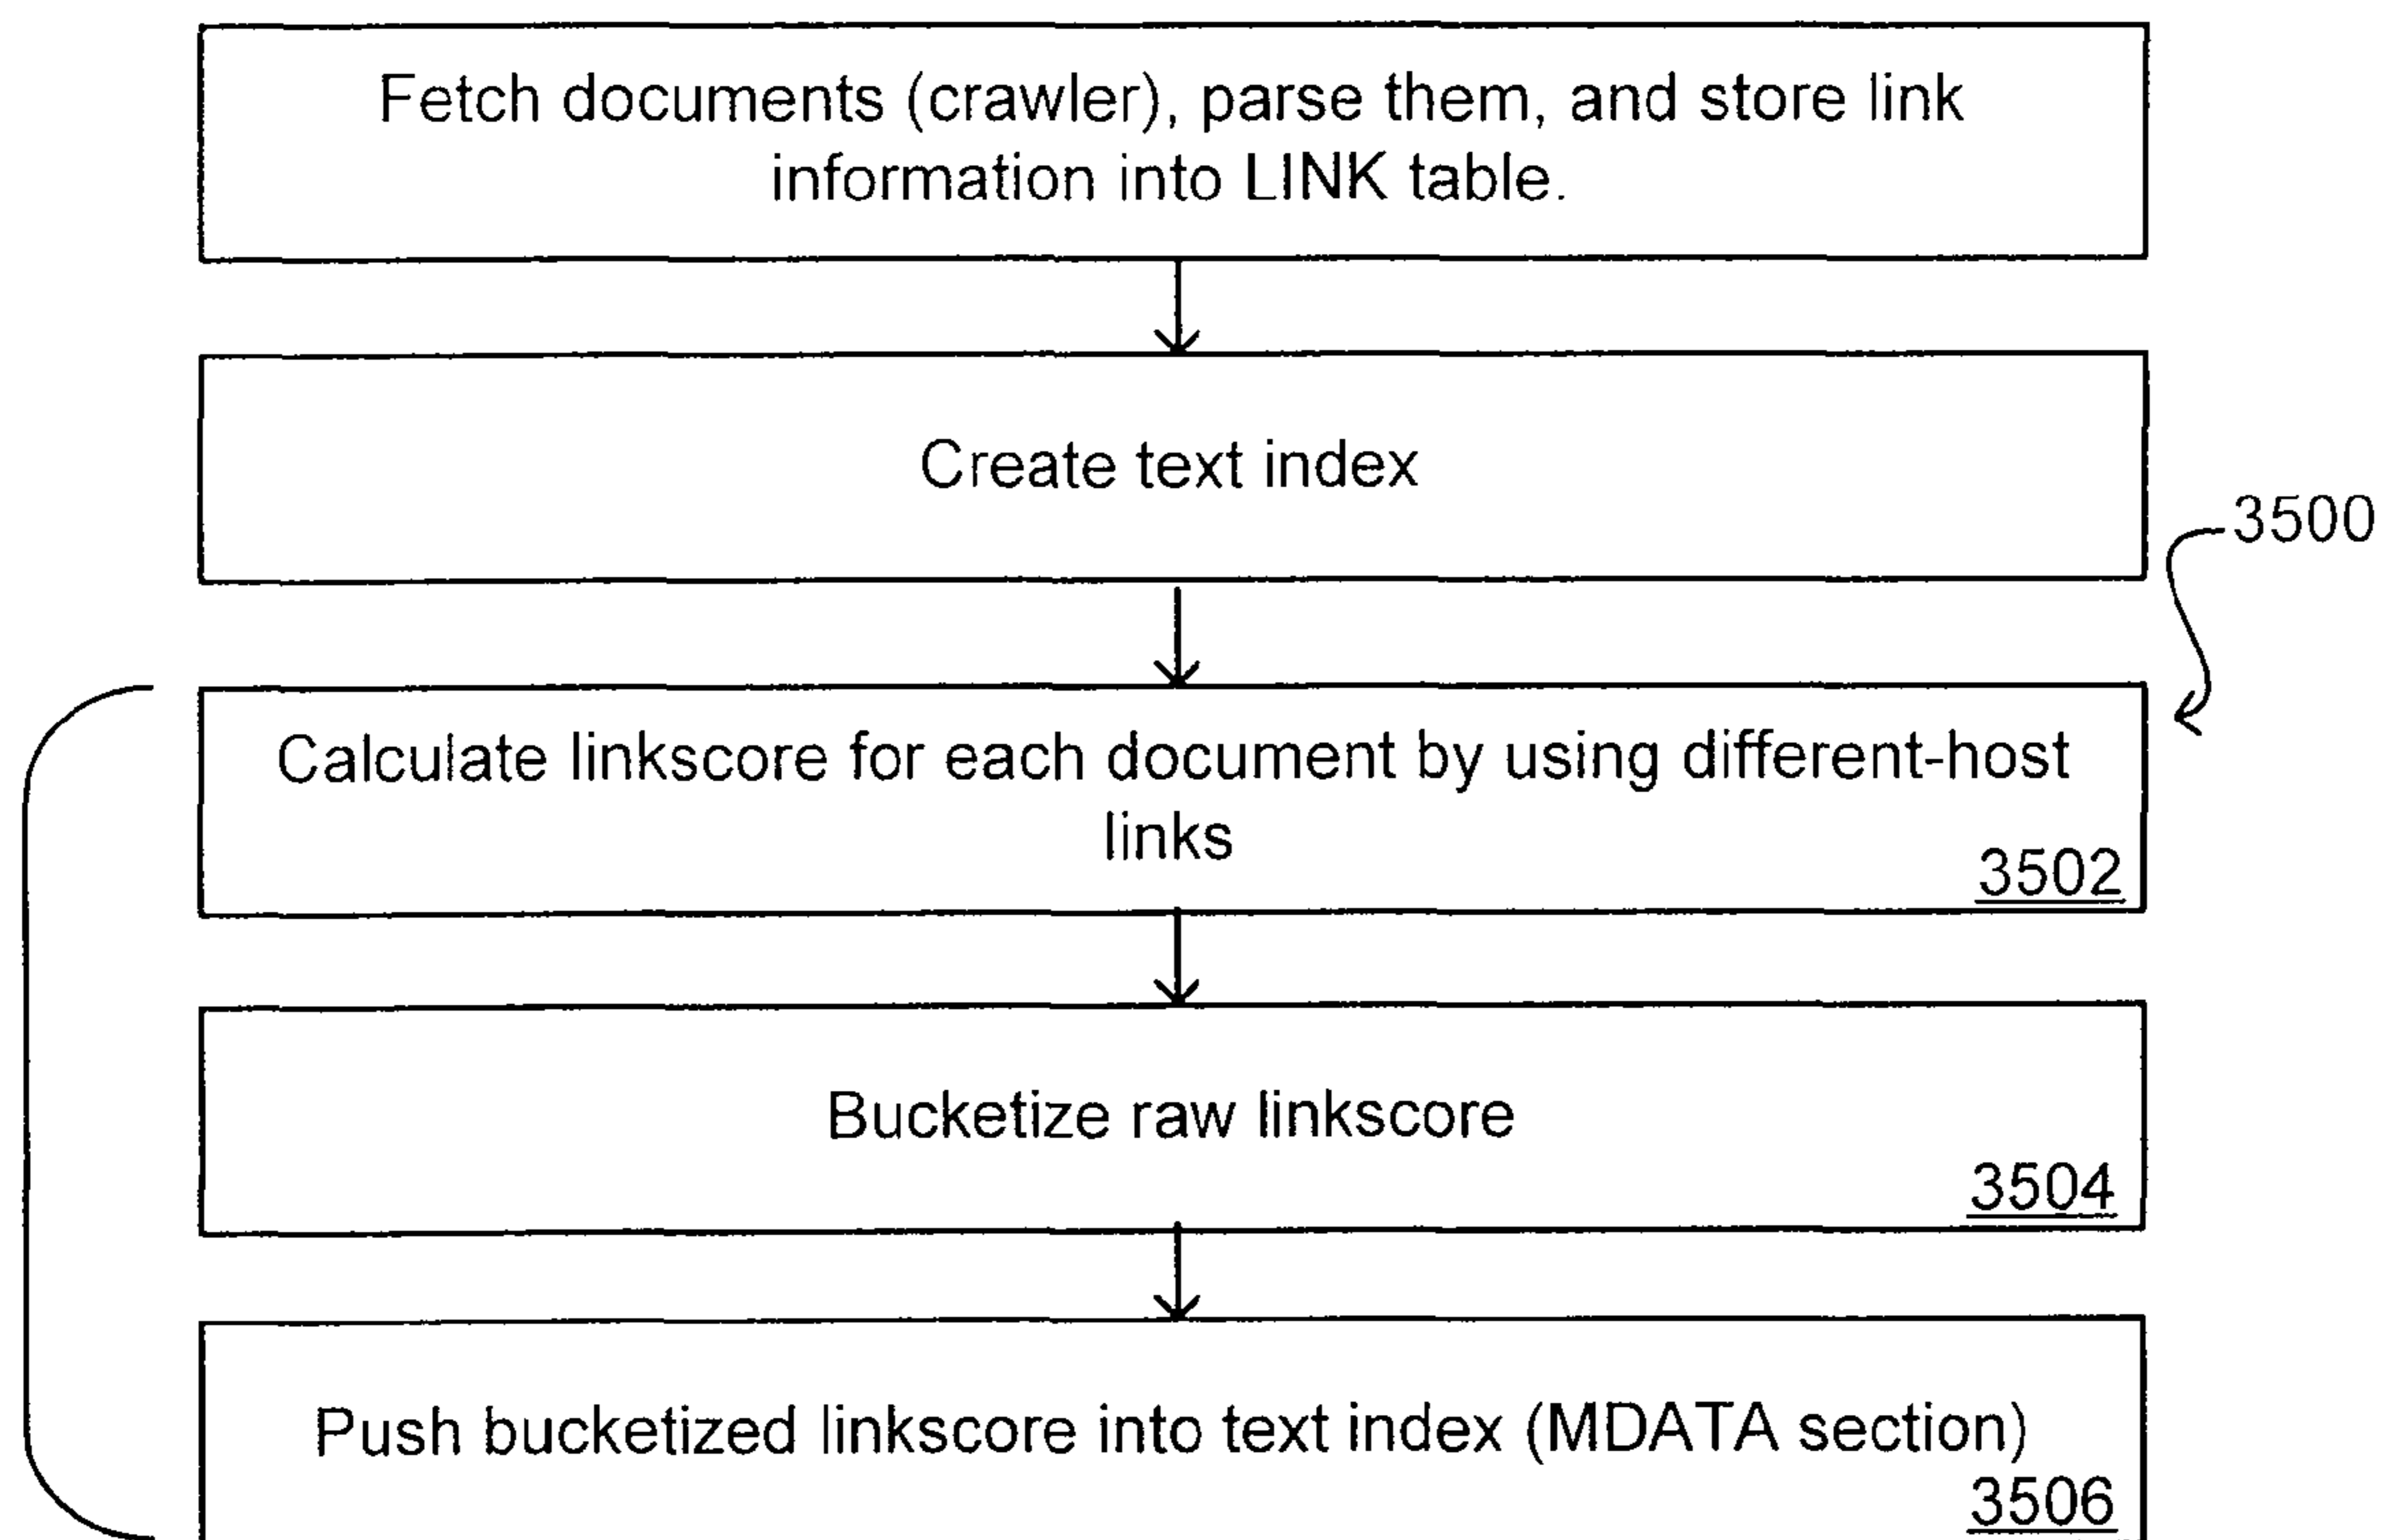 Fetch documents (crawler), parse them, and store link
information into LINK table.
Create text index
3500
Calculate linkscore for each document by using different-host
links
3502
Bucketize raw linkscore
3504
Push bucketized linkscore into text index (MDATA section)
3506